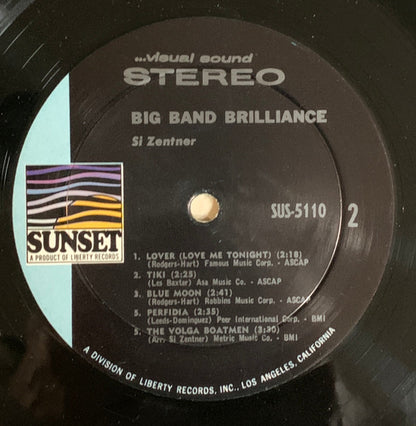 ...visual sound
STEREO
BIG BAND BRILLIANCE
Si Zentner
SUS-5110
2
SUNSET
A PRODUCT OF LIBERTY RECORDS
1. LOVER (LOVE ME TONIGHT) (2:18)
(Rodgers-Hart) Famous Music Corp. - ASCAP
2. TIKI (2:25)
(Les Baxter) Asa Music Co. - ASCAP
3. BLUE MOON (2:41)
(Rodgers-Hart) Robbins Music Corp. - ASCAP
5. PERFIDIA (2:35)
(Leeds-Dominguez) Peer International Corp. - BMI
5. THE VOLGA BOATMEN (3:30)
(Arr: Si Zentner) Metric Music Co. - BMI
A DIVISION OF LIBERTY RECORDS, INC., LOS ANGELES, CALIFORNIA